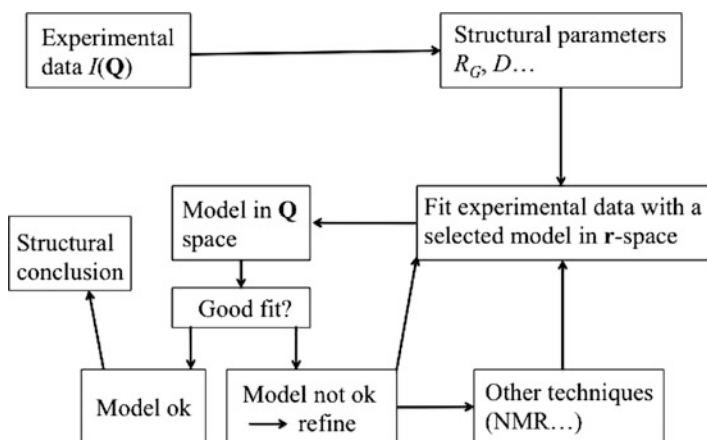 Experimental
data I(Q)
Structural parameters
R_G, D…
Fit experimental data with a
selected model in r-space
Model in Q
space
Structural
conclusion
Good fit?
Model ok
Model not ok
→ refine
Other techniques
(NMR…)